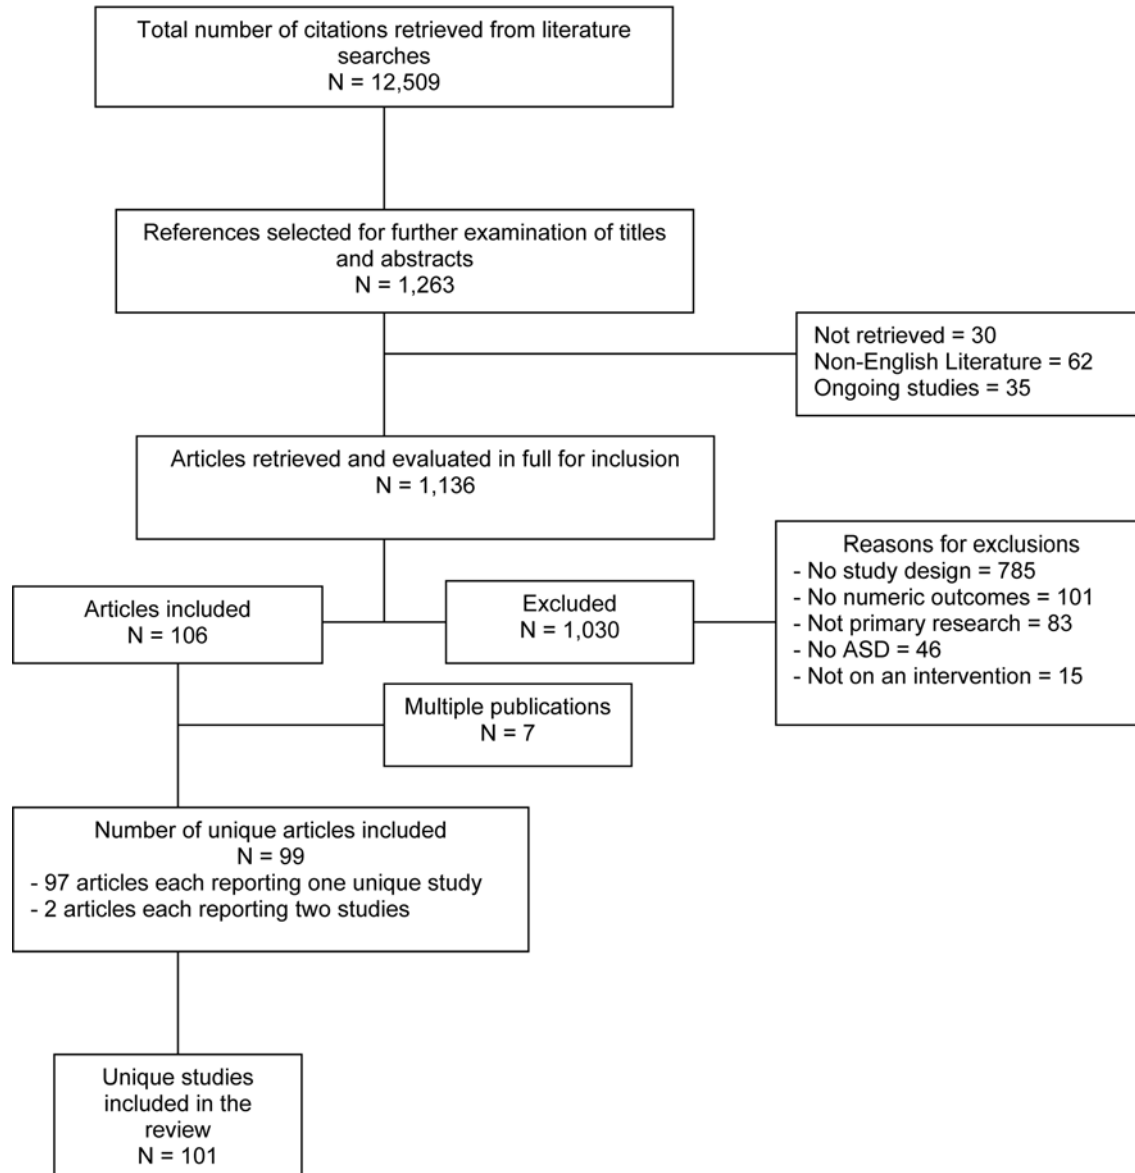 Total number of citations retrieved from literature
searches
N = 12,509
References selected for further examination of titles
and abstracts
N = 1,263
Not retrieved = 30
Non-English Literature = 62
Ongoing studies = 35
Articles retrieved and evaluated in full for inclusion
N = 1,136
Reasons for exclusions
- No study design = 785
- No numeric outcomes = 101
- Not primary research = 83
- No ASD = 46
- Not on an intervention = 15
Articles included
N = 106
Excluded
N = 1,030
Multiple publications
N = 7
Number of unique articles included
N = 99
- 97 articles each reporting one unique study
- 2 articles each reporting two studies
Unique studies
included in the
review
N = 101